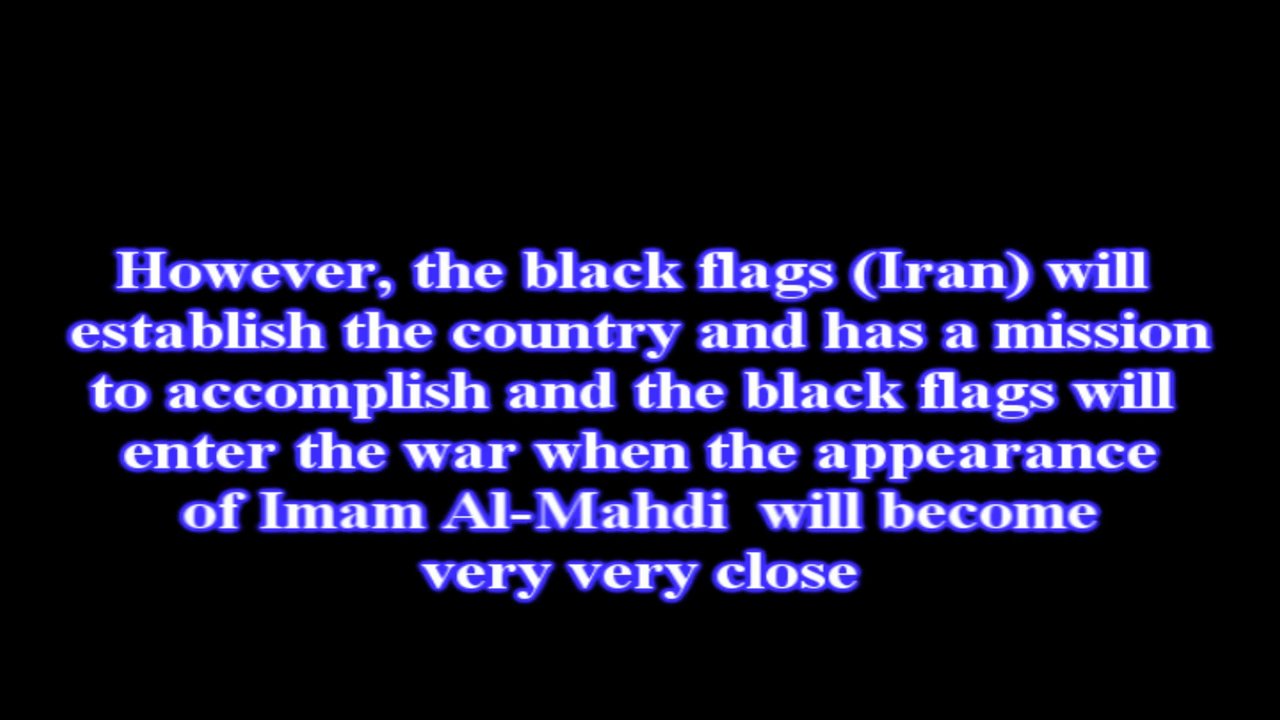 However, the black flags (Iran) will
establish the country and has a mission
to accomplish and the black flags will
enter the war when the appearance
of Imam Al-Mahdi  will become
very very close